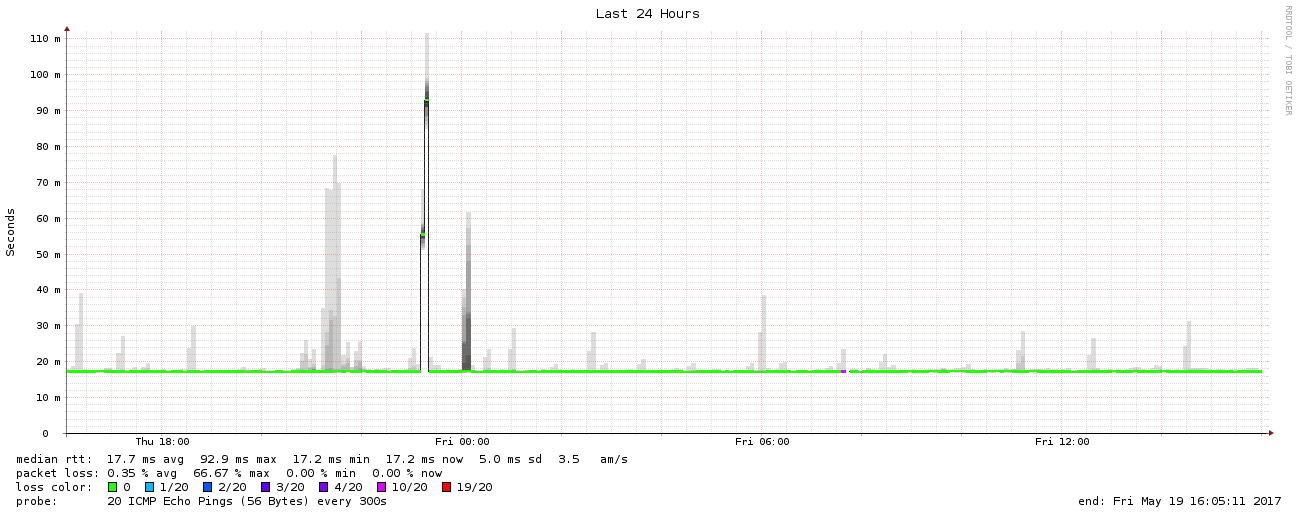 Last 24 Hours
RRDTOOL / TOBI OETIKER
Seconds
110 m
100 m
90 m
80 m
70 m
60 m
50 m
40 m
30 m
20 m
10 m
0
Thu 18:00 Fri 00:00 Fri 06:00 Fri 12:00
median rtt: 17.7 ms avg 92.9 ms max 17.2 ms min 17.2 ms now 5.0 ms sd 3.5 am/s
packet loss: 0.35 % avg 66.67 % max 0.00 % min 0.00 % now
loss color: 0 1/20 2/20 3/20 4/20 10/20 19/20
probe: 20 ICMP Echo Pings (56 Bytes) every 300s end: Fri May 19 16:05:11 2017